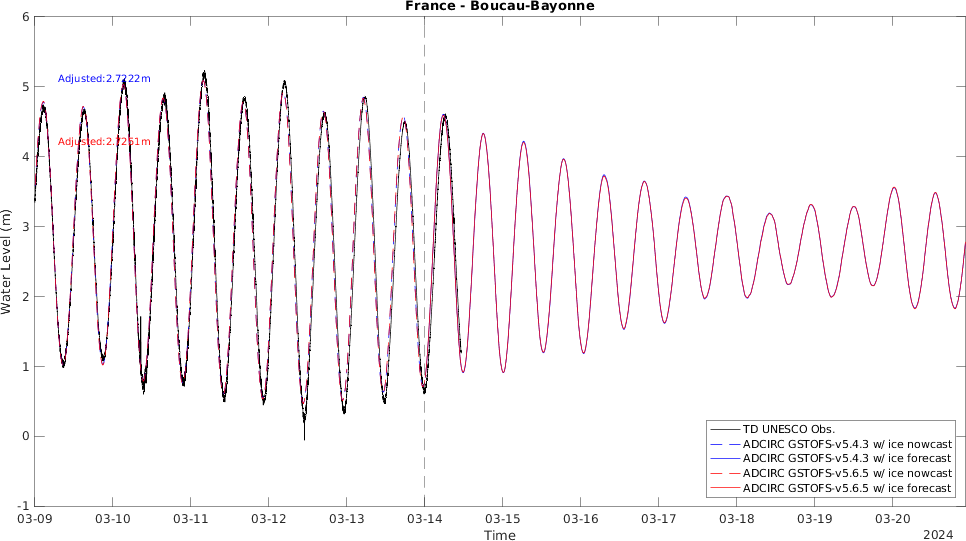 France - Boucau-Bayonne
6
5
4
3
2
1
0
-1
Water Level (m)
Adjusted:2.7222m
Adjusted:2.7261m
TD UNESCO Obs.
ADCIRC GSTOFS-v5.4.3 w/ ice nowcast
ADCIRC GSTOFS-v5.4.3 w/ ice forecast
ADCIRC GSTOFS-v5.6.5 w/ ice nowcast
ADCIRC GSTOFS-v5.6.5 w/ ice forecast
03-09 03-10 03-11 03-12 03-13 03-14 03-15 03-16 03-17 03-18 03-19 03-20
Time
2024